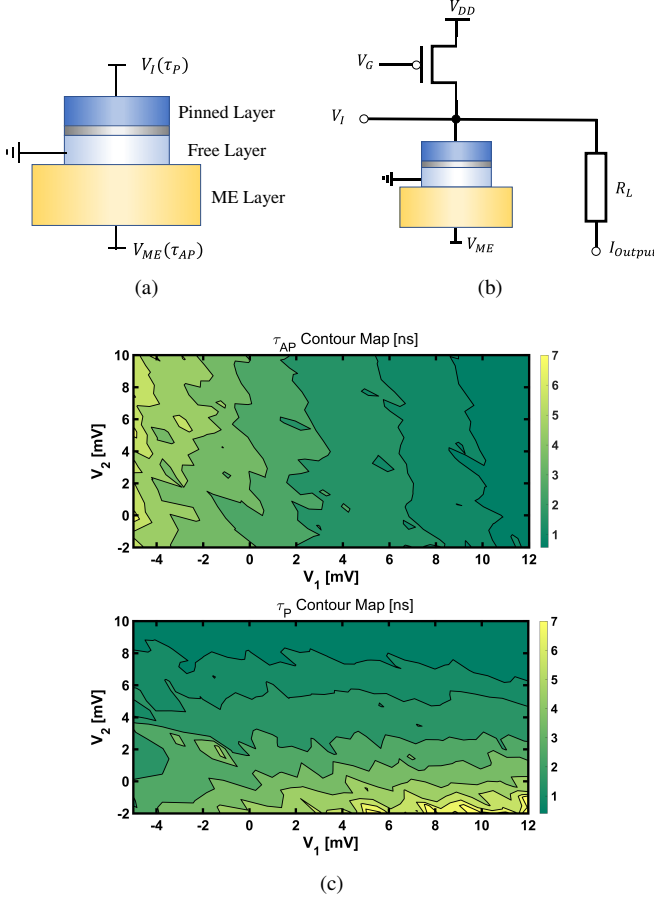 V_DD
V_I(τ_P)
V_G
Pinned Layer
V_I
Free Layer
ME Layer
R_L
V_ME(τ_AP)
V_ME
I_Output
(a)
(b)
τ_AP Contour Map [ns]
10
8
6
4
2
0
-2
V_2 [mV]
-4 -2 0 2 4 6 8 10 12
V_1 [mV]
7
6
5
4
3
2
1
τ_P Contour Map [ns]
10
8
6
4
2
0
-2
V_2 [mV]
-4 -2 0 2 4 6 8 10 12
V_1 [mV]
7
6
5
4
3
2
1
(c)